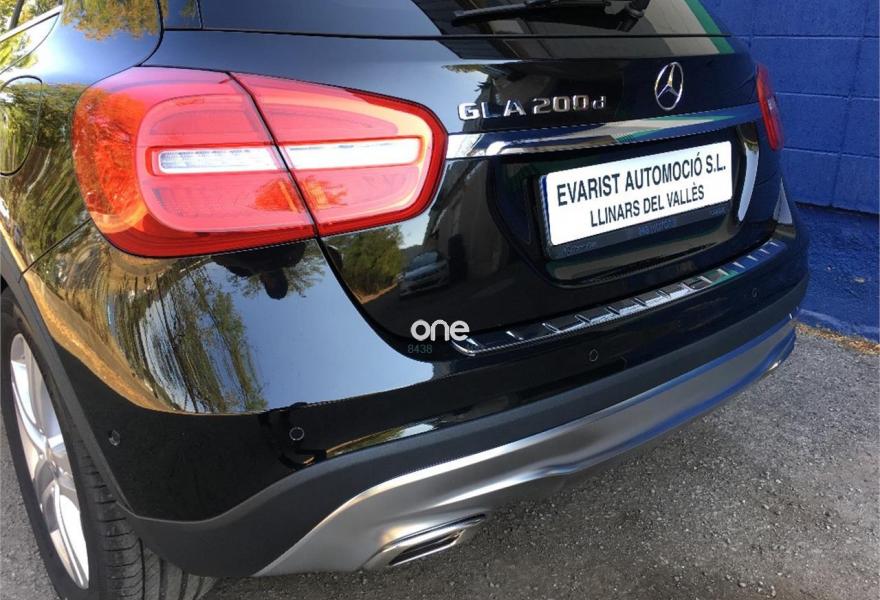 GLA 200d
EVARIST AUTOMOCIÓ S.L.
LLINARS DEL VALLÈS
one
8438